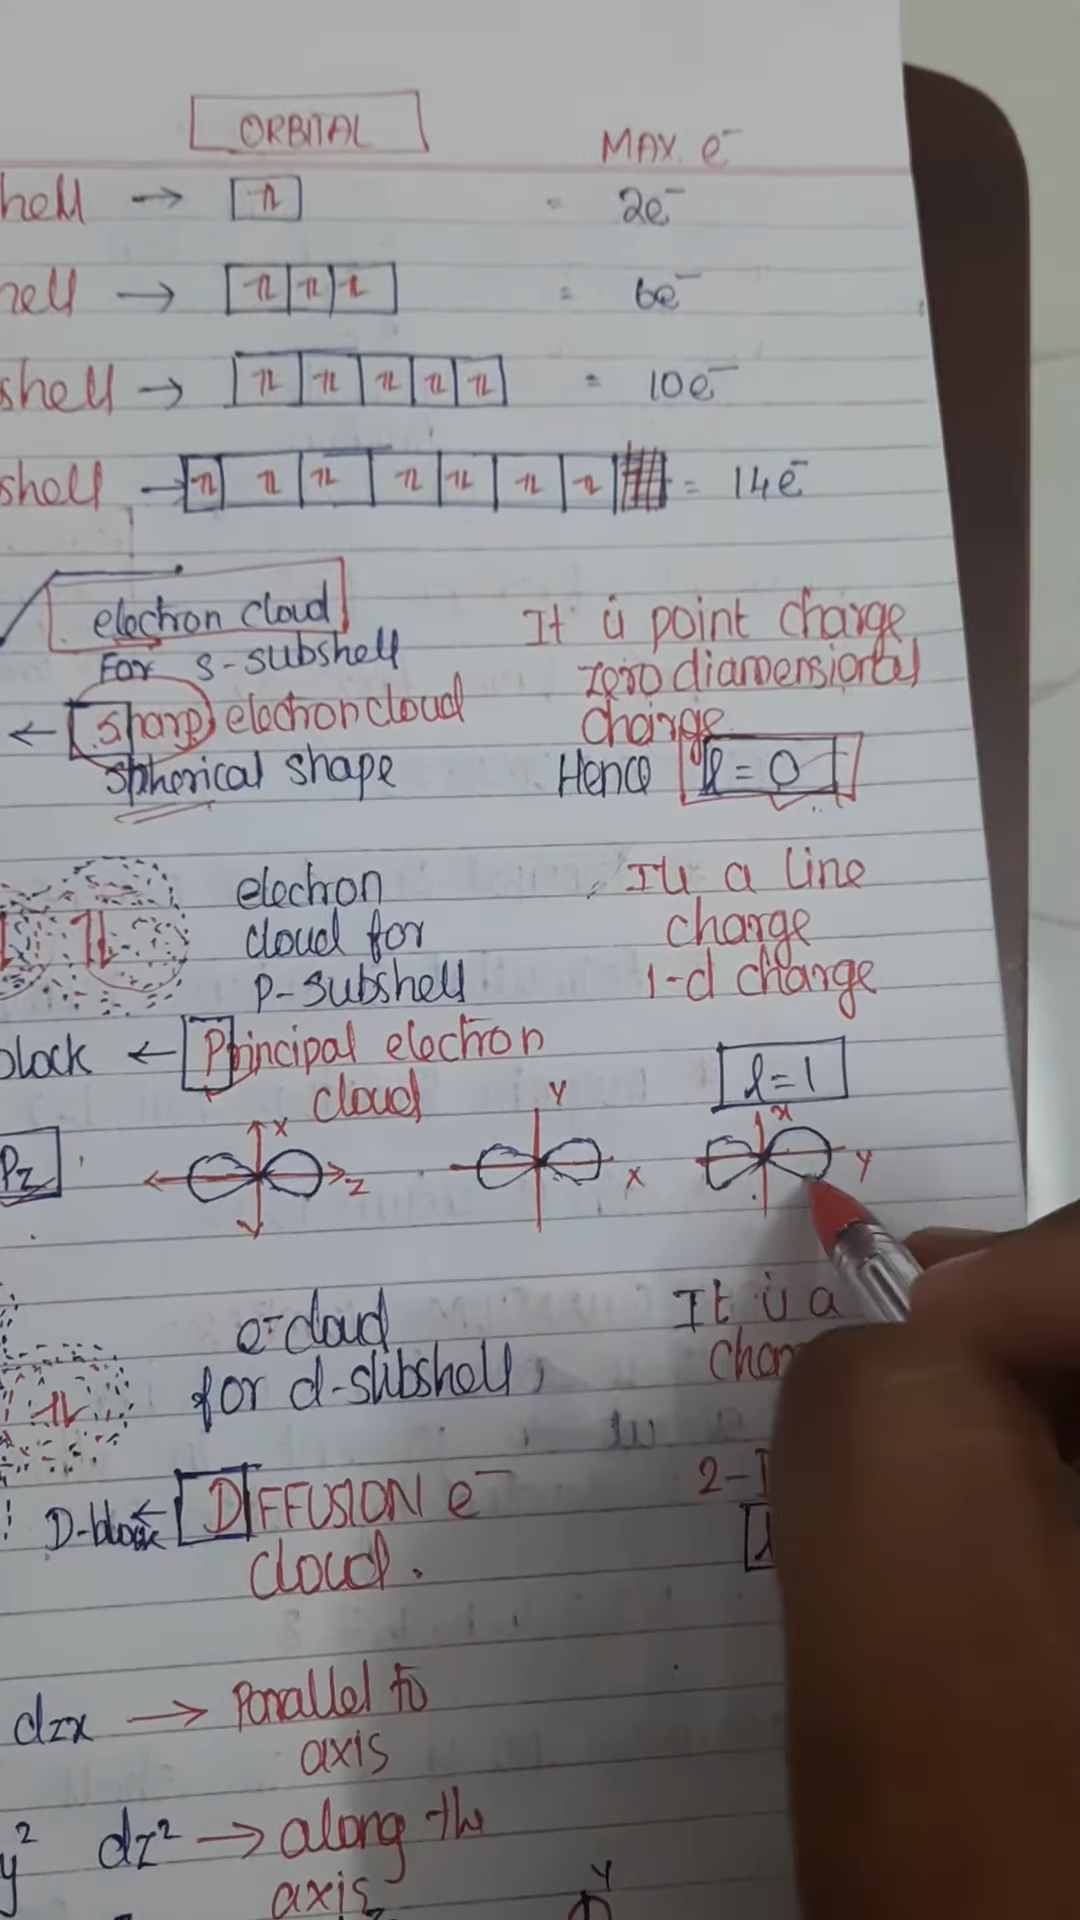 ORBITAL MAX. e⁻
hell → 2e⁻
hell → = 6e⁻
shell → = 10e⁻
shell → = 14e⁻
electron cloud
For s-subshell
← Sharp electron cloud
Spherical shape
It is point charge
zero diamensional
charge
Hence l = 0
electron
cloud for
p-subshell
It is a line
charge
1-d charge
block ← Principal electron
cloud
l = 1
Pz
X Z
Y X
X Y
e⁻cloud
for d-subshell,
It is a
2-
D-block ← DIFFUSION e⁻
cloud.
dzx → Parallel to
axis
y² dz² → along the
axis
Y